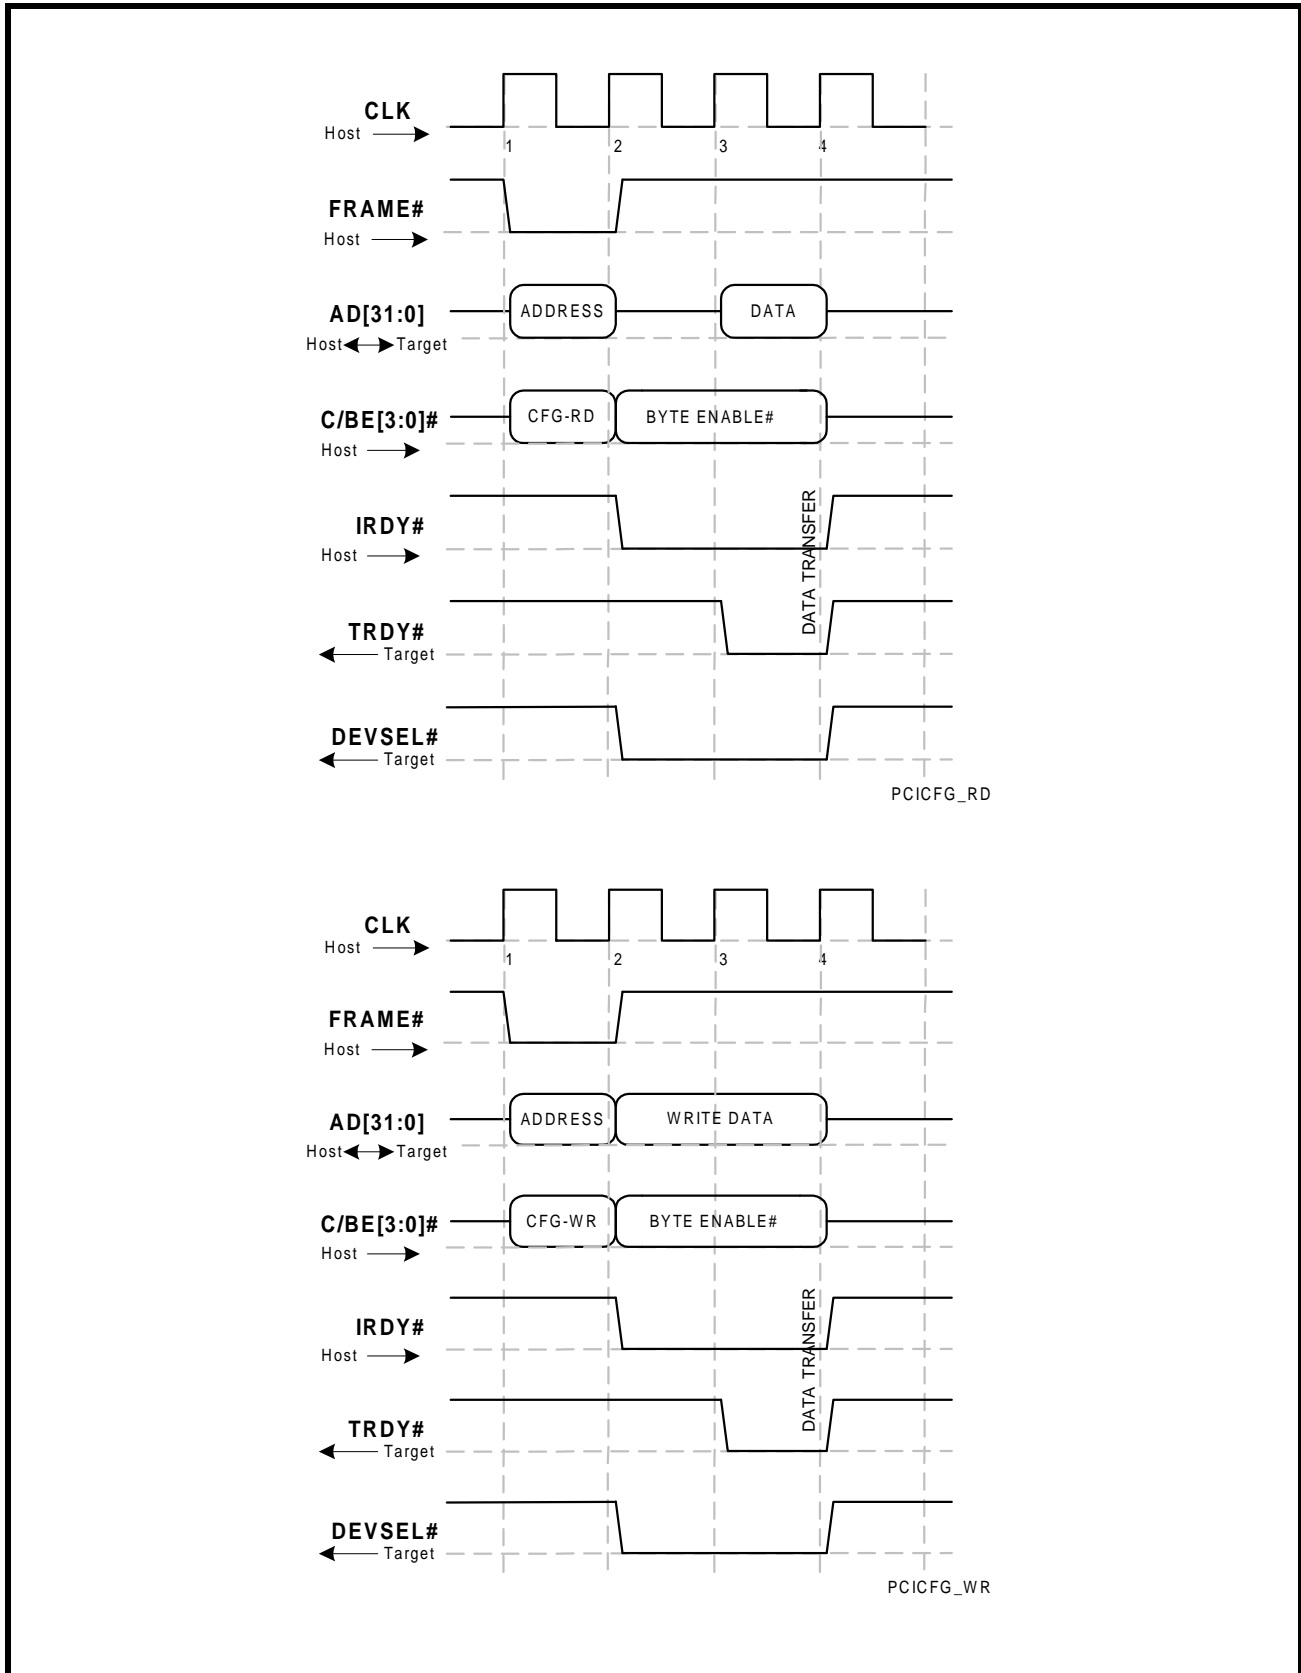 CLK
Host
1 2 3 4
FRAME#
Host
AD[31:0]
ADDRESS DATA
Host Target
C/BE[3:0]#
CFG-RD BYTE ENABLE#
Host
IRDY#
Host
DATA TRANSFER
TRDY#
Target
DEVSEL#
Target
PCICFG_RD
CLK
Host
1 2 3 4
FRAME#
Host
AD[31:0]
ADDRESS WRITE DATA
Host Target
C/BE[3:0]#
CFG-WR BYTE ENABLE#
Host
IRDY#
Host
DATA TRANSFER
TRDY#
Target
DEVSEL#
Target
PCICFG_WR